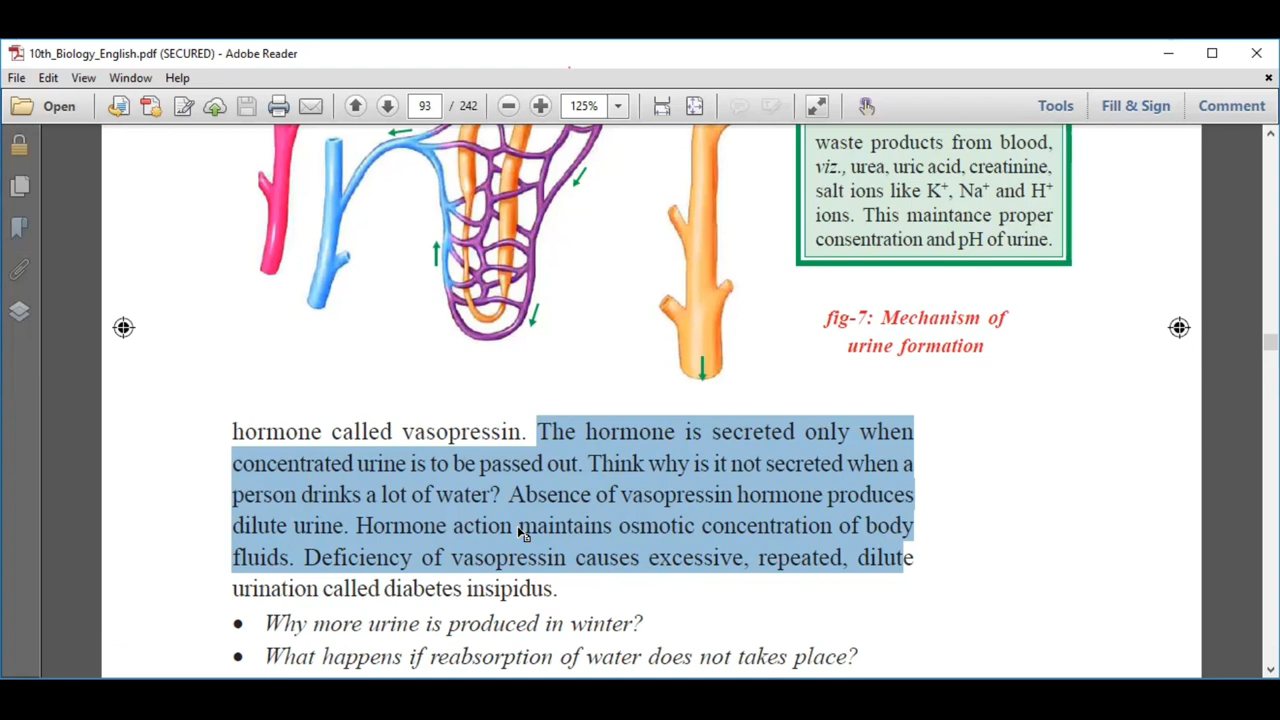 10th_Biology_English.pdf (SECURED) - Adobe Reader
File Edit View Window Help
Open 93 / 242 125% Tools Fill & Sign Comment
waste products from blood,
viz., urea, uric acid, creatinine,
salt ions like K+, Na+ and H+
ions. This maintance proper
consentration and pH of urine.
fig-7: Mechanism of
urine formation
hormone called vasopressin. The hormone is secreted only when
concentrated urine is to be passed out. Think why is it not secreted when a
person drinks a lot of water? Absence of vasopressin hormone produces
dilute urine. Hormone action maintains osmotic concentration of body
fluids. Deficiency of vasopressin causes excessive, repeated, dilute
urination called diabetes insipidus.
• Why more urine is produced in winter?
• What happens if reabsorption of water does not takes place?